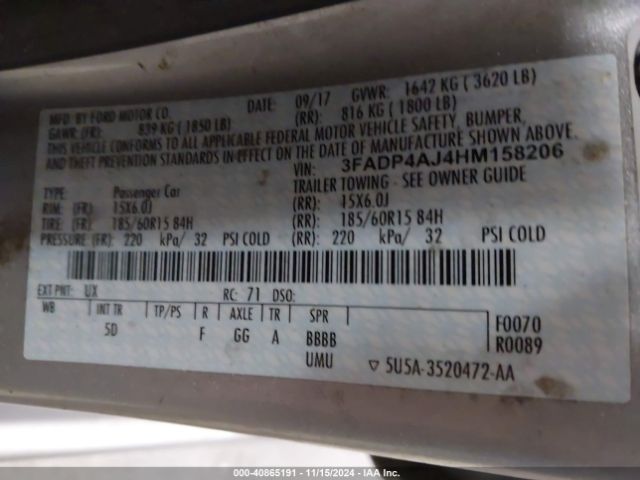 MFD. BY FORD MOTOR CO. DATE: 09/17 GVWR: 1642 KG ( 3620 LB)
GAWR: (FR): 839 KG ( 1850 LB) (RR): 816 KG ( 1800 LB)
THIS VEHICLE CONFORMS TO ALL APPLICABLE FEDERAL MOTOR VEHICLE SAFETY, BUMPER,
AND THEFT PREVENTION STANDARDS IN EFFECT ON THE DATE OF MANUFACTURE SHOWN ABOVE.
VIN: 3FADP4AJ4HM158206
TYPE: Passenger Car TRAILER TOWING - SEE OWNER GUIDE
RIM: (FR): 15X6.0J (RR): 15X6.0J
TIRE: (FR): 185/60R15 84H (RR): 185/60R15 84H
PRESSURE (FR): 220 kPa/ 32 PSI COLD (RR): 220 kPa/ 32 PSI COLD
EXT PNT: UX RC: 71 DSO:
WB INT TR TP/PS R AXLE TR SPR
5D F GG A BBBB F0070
UMU R0089
▽ 5U5A-3520472-AA
000-40865191 - 11/15/2024 - IAA Inc.